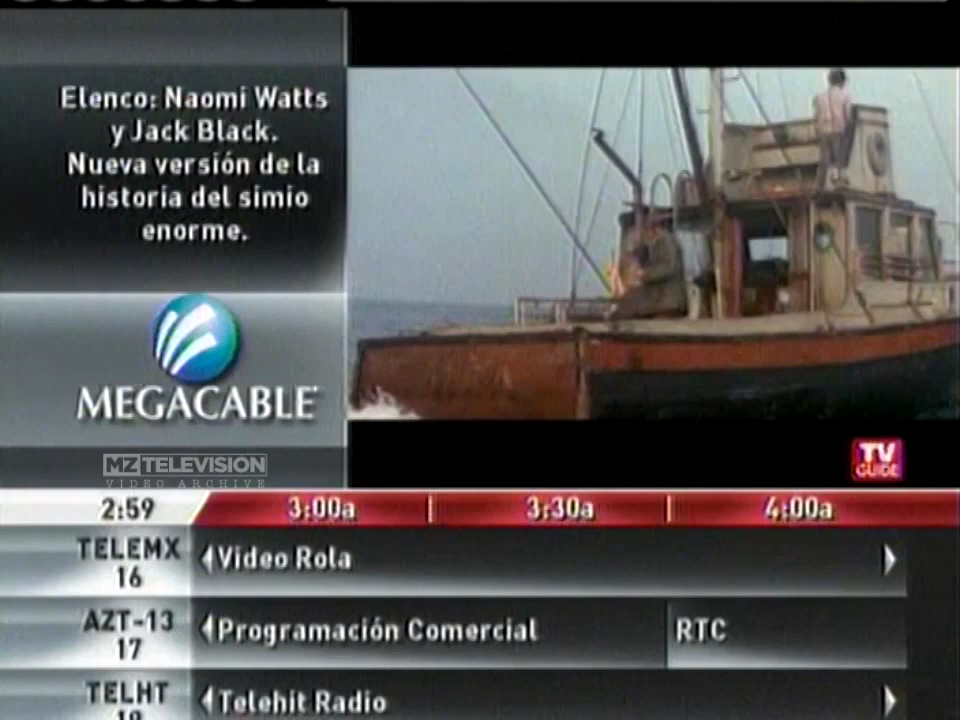 Elenco: Naomi Watts
y Jack Black.
Nueva versión de la
historia del simio
enorme.
MEGACABLE
MZTELEVISION
VIDEO ARCHIVE
TV
GUIDE
2:59 3:00a 3:30a 4:00a
TELEMX
16
Video Rola
AZT-13
17
Programación Comercial
RTC
TELHT
18
Telehit Radio